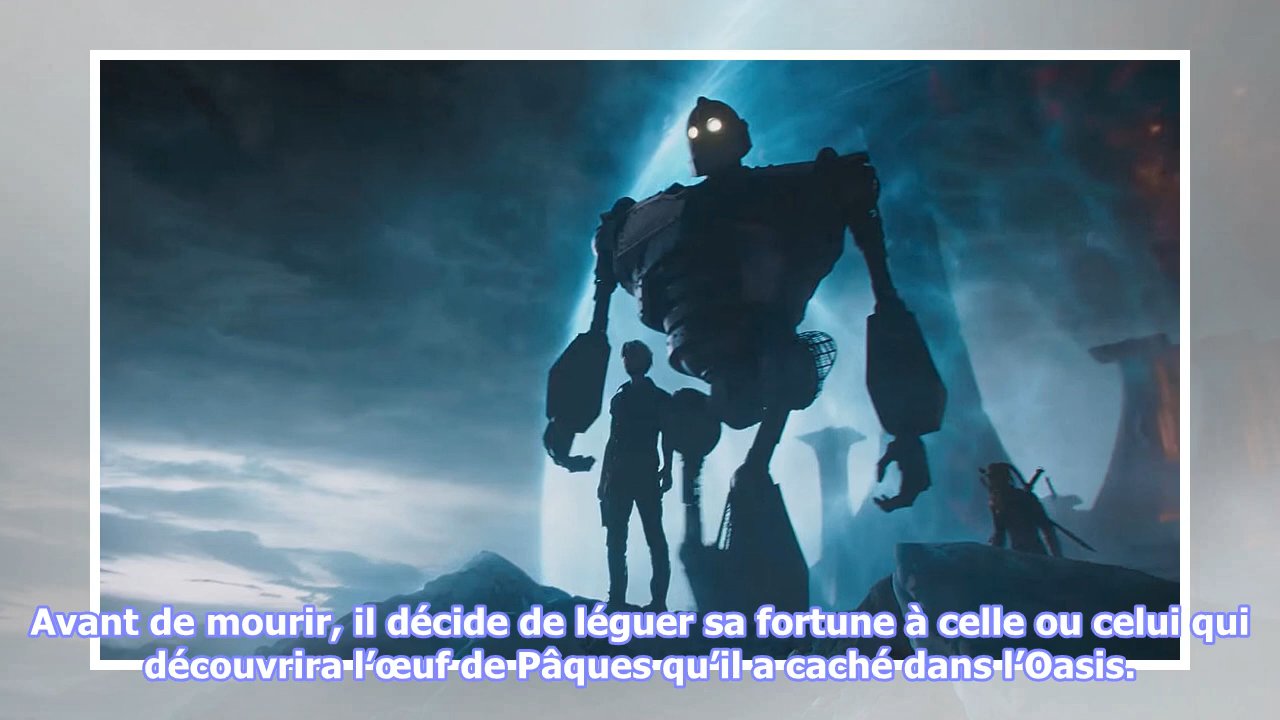 Avant de mourir, il décide de léguer sa fortune à celle ou celui qui
découvrira l’œuf de Pâques qu’il a caché dans l’Oasis.